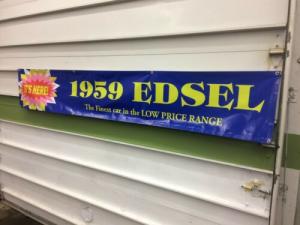 IT'S HERE!
1959 EDSEL
The Finest car in the LOW PRICE RANGE